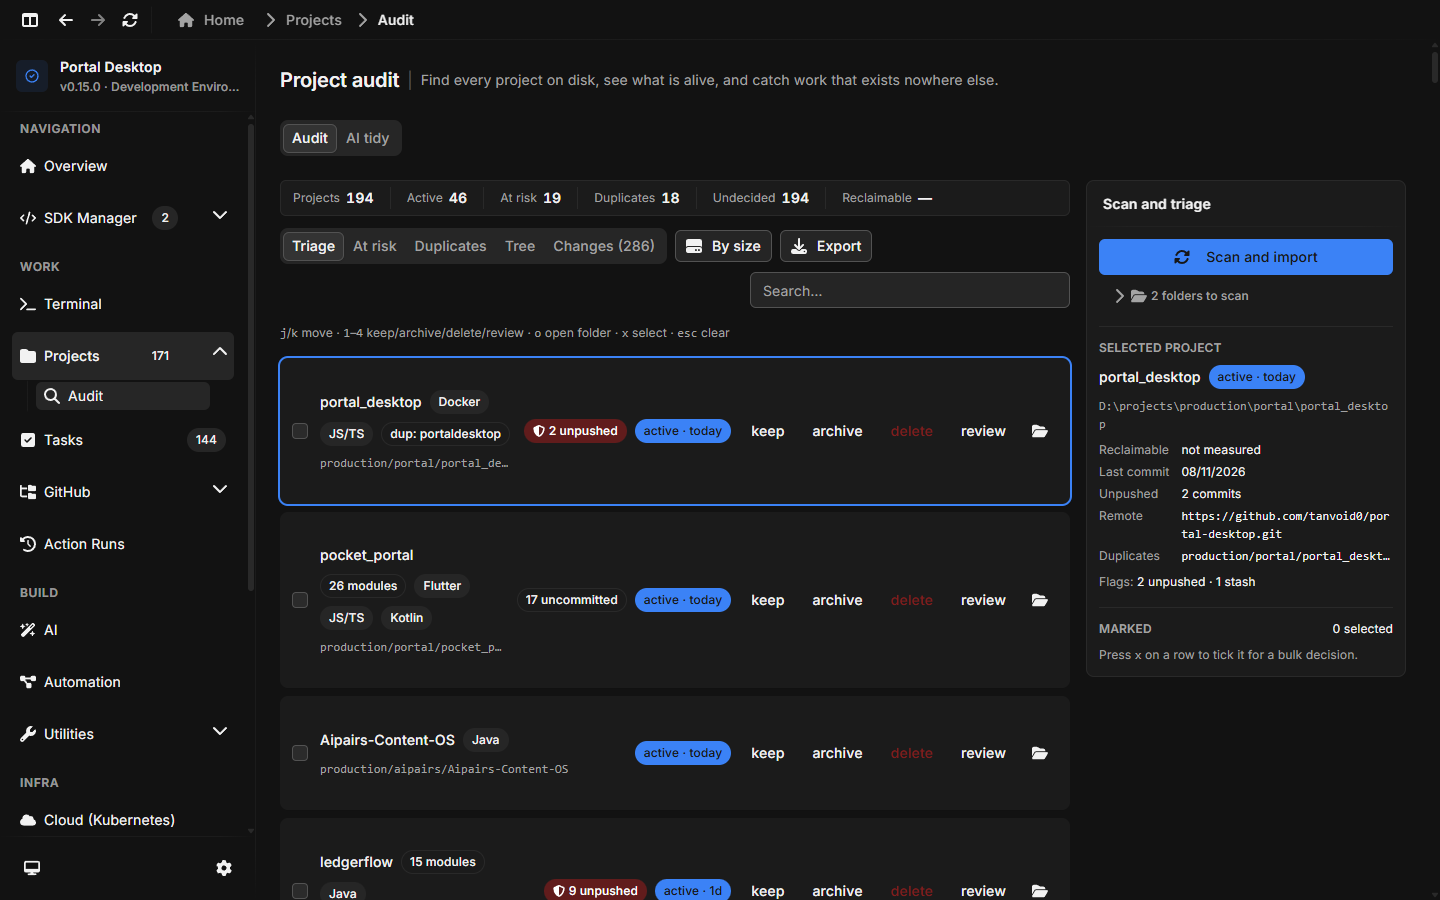 Home Projects Audit
Portal Desktop
v0.15.0 · Development Enviro...
NAVIGATION
Overview
SDK Manager 2
WORK
Terminal
Projects 171
Audit
Tasks 144
GitHub
Action Runs
BUILD
AI
Automation
Utilities
INFRA
Cloud (Kubernetes)
Project audit Find every project on disk, see what is alive, and catch work that exists nowhere else.
Audit AI tidy
Projects 194 Active 46 At risk 19 Duplicates 18 Undecided 194 Reclaimable —
Triage At risk Duplicates Tree Changes (286) By size Export
Search...
j/k move · 1–4 keep/archive/delete/review · o open folder · x select · esc clear
portal_desktop Docker
JS/TS dup: portaldesktop
production/portal/portal_de…
2 unpushed active · today keep archive delete review
pocket_portal
26 modules Flutter
JS/TS Kotlin
production/portal/pocket_p…
17 uncommitted active · today keep archive delete review
Aipairs-Content-OS Java
production/aipairs/Aipairs-Content-OS
active · today keep archive delete review
ledgerflow 15 modules
Java
9 unpushed active · 1d keep archive delete review
Scan and triage
Scan and import
2 folders to scan
SELECTED PROJECT
portal_desktop active · today
D:\projects\production\portal\portal_deskto
p
Reclaimable not measured
Last commit 08/11/2026
Unpushed 2 commits
Remote https://github.com/tanvoid0/por
tal-desktop.git
Duplicates production/portal/portal_deskt…
Flags: 2 unpushed · 1 stash
MARKED 0 selected
Press x on a row to tick it for a bulk decision.